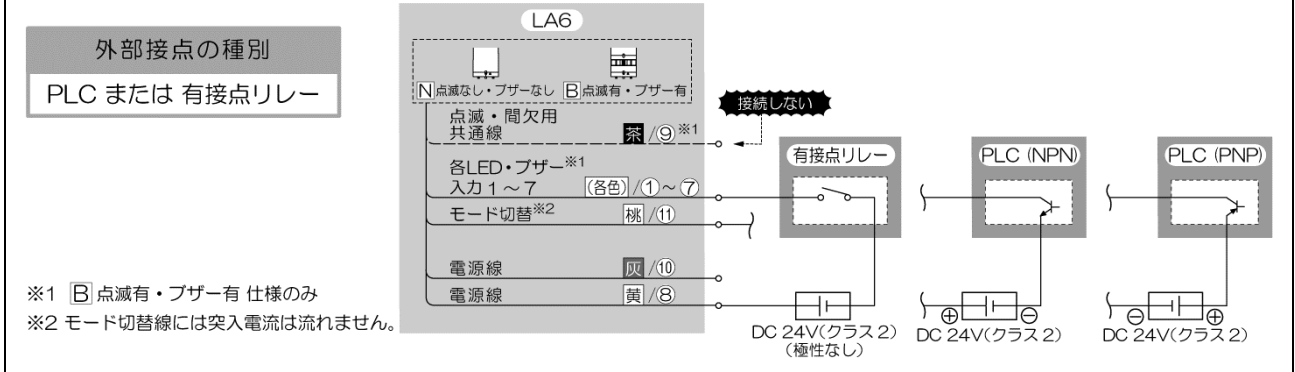 外部接点の種別
PLC または 有接点リレー
LA6
N 点滅なし・ブザーなし B 点滅有・ブザー有
点滅・間欠用
共通線 茶 /⑨ ※1
接続しない
各LED・ブザー※1
入力1～7 (各色) /①～⑦
モード切替※2 桃 /⑪
電源線 灰 /⑩
電源線 黄 /⑧
有接点リレー
DC 24V(クラス2)
(極性なし)
PLC (NPN)
⊕ ⊖
DC 24V(クラス2)
PLC (PNP)
⊖ ⊕
DC 24V(クラス2)
※1 B 点滅有・ブザー有 仕様のみ
※2 モード切替線には突入電流は流れません。